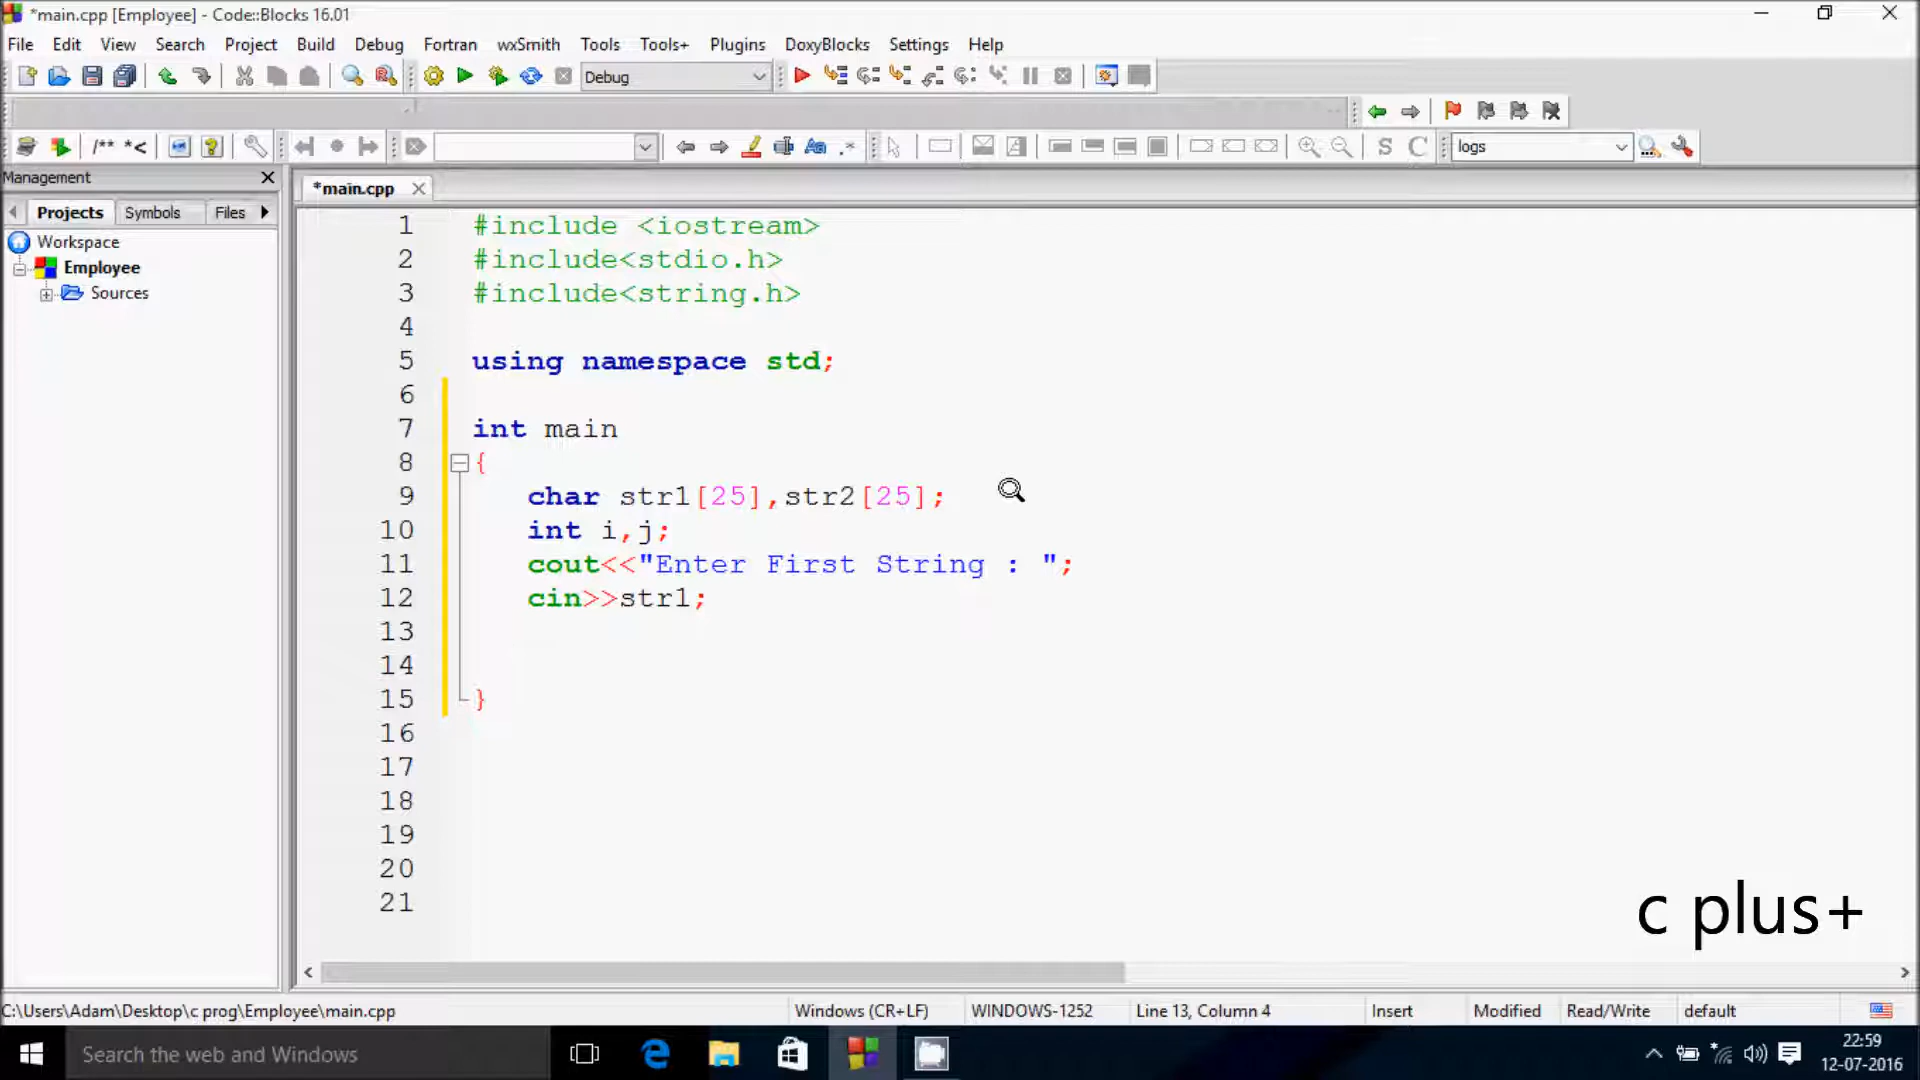 *main.cpp [Employee] - Code::Blocks 16.01
File Edit View Search Project Build Debug Fortran wxSmith Tools Tools+ Plugins DoxyBlocks Settings Help
Debug
/** *< logs
Management
Projects Symbols Files
*main.cpp
Workspace
Employee
Sources
1 #include <iostream>
2 #include<stdio.h>
3 #include<string.h>
4
5 using namespace std;
6
7 int main
8 {
9 char str1[25],str2[25];
10 int i,j;
11 cout<<"Enter First String : ";
12 cin>>str1;
13
14
15 }
16
17
18
19
20
21
c plus+
C:\Users\Adam\Desktop\c prog\Employee\main.cpp Windows (CR+LF) WINDOWS-1252 Line 13, Column 4 Insert Modified Read/Write default
Search the web and Windows
22:59
12-07-2016